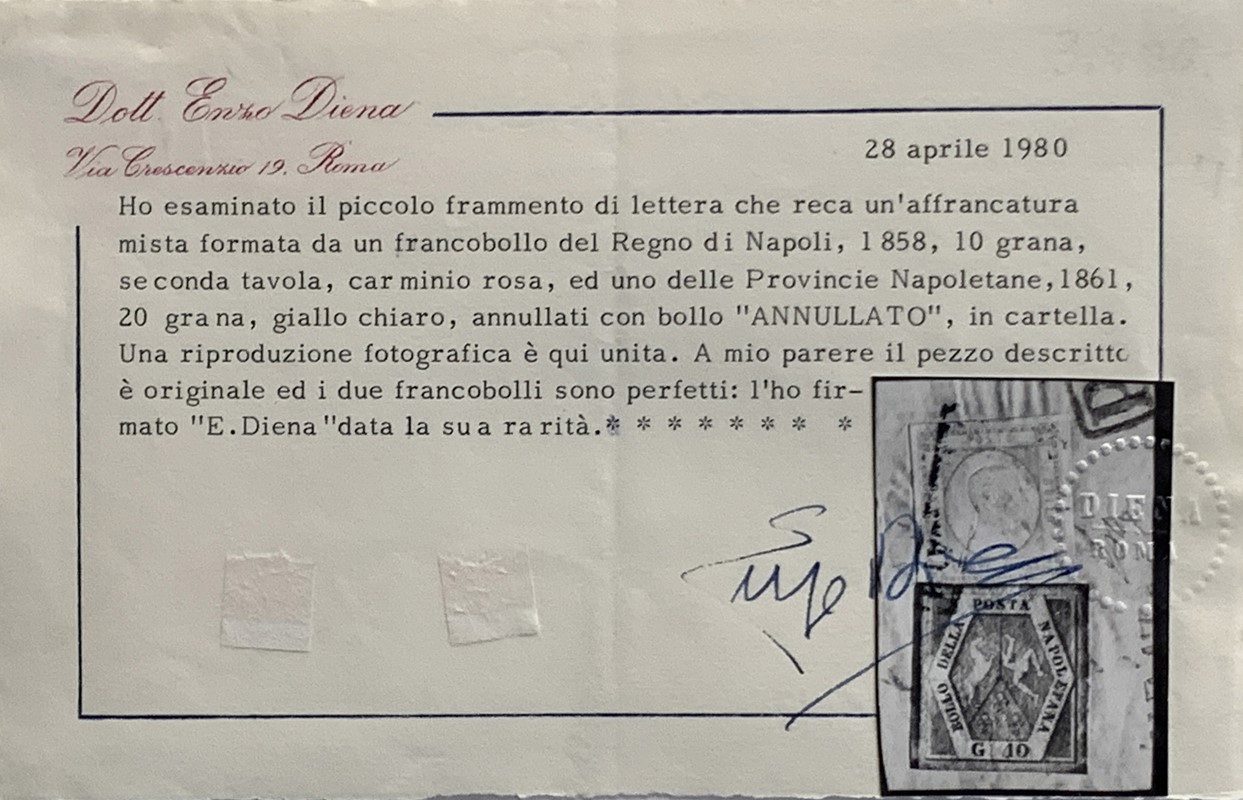 Dott. Enzo Diena
Via Crescenzio 19. Roma
28 aprile 1980
Ho esaminato il piccolo frammento di lettera che reca un'affrancatura
mista formata da un francobollo del Regno di Napoli, 1858, 10 grana,
seconda tavola, carminio rosa, ed uno delle Provincie Napoletane,1861,
20 grana, giallo chiaro, annullati con bollo "ANNULLATO", in cartella.
Una riproduzione fotografica è qui unita. A mio parere il pezzo descritto
è originale ed i due francobolli sono perfetti: l'ho fir-
mato "E.Diena"data la sua rarità.* * * * * * * *
DIENA
ROMA
POSTA
BOLLO DELLA
NAPOLETANA
G 10